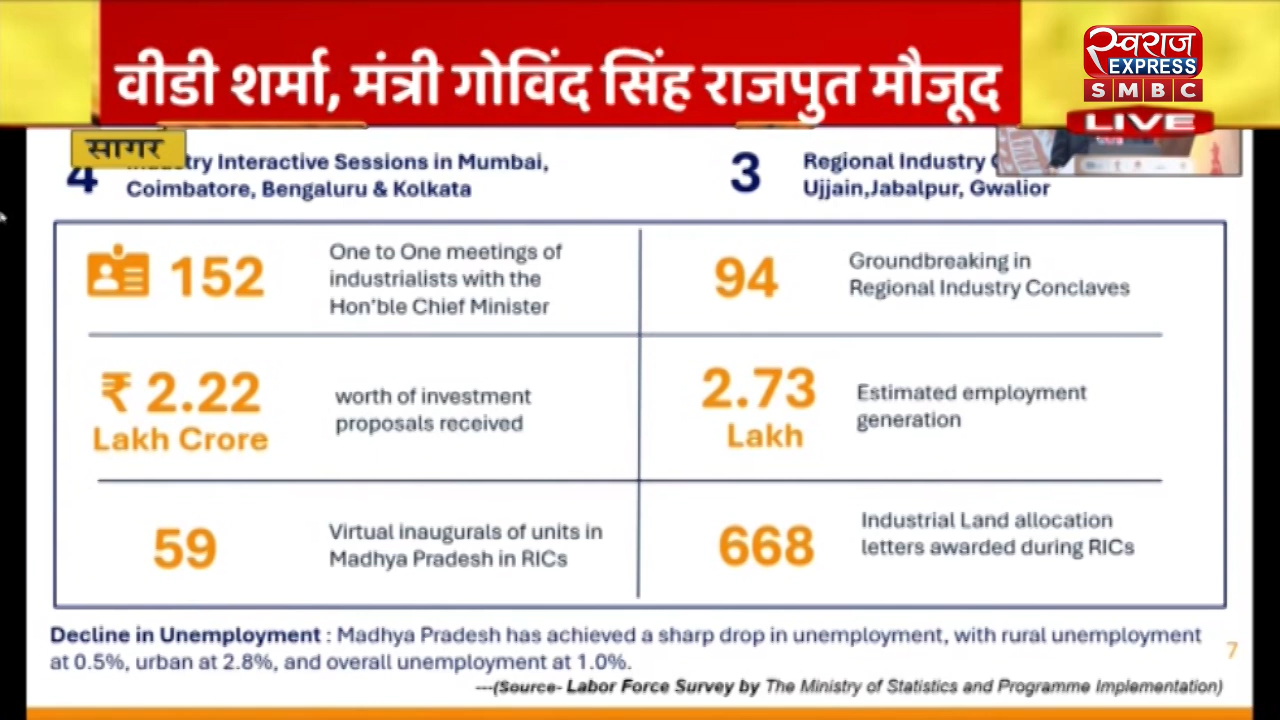 वीडी शर्मा, मंत्री गोविंद सिंह राजपुत मौजूद
स्वराज
EXPRESS
SMBC
LIVE
सागर
4
Interactive Sessions in Mumbai,
Coimbatore, Bengaluru & Kolkata
3
Regional Industry
Ujjain,Jabalpur, Gwalior
152
One to One meetings of
industrialists with the
Hon'ble Chief Minister
94
Groundbreaking in
Regional Industry Conclaves
₹ 2.22
Lakh Crore
worth of investment
proposals received
2.73
Lakh
Estimated employment
generation
59
Virtual inaugurals of units in
Madhya Pradesh in RICs
668
Industrial Land allocation
letters awarded during RICs
Decline in Unemployment : Madhya Pradesh has achieved a sharp drop in unemployment, with rural unemployment
at 0.5%, urban at 2.8%, and overall unemployment at 1.0%.
7
---(Source- Labor Force Survey by The Ministry of Statistics and Programme Implementation)